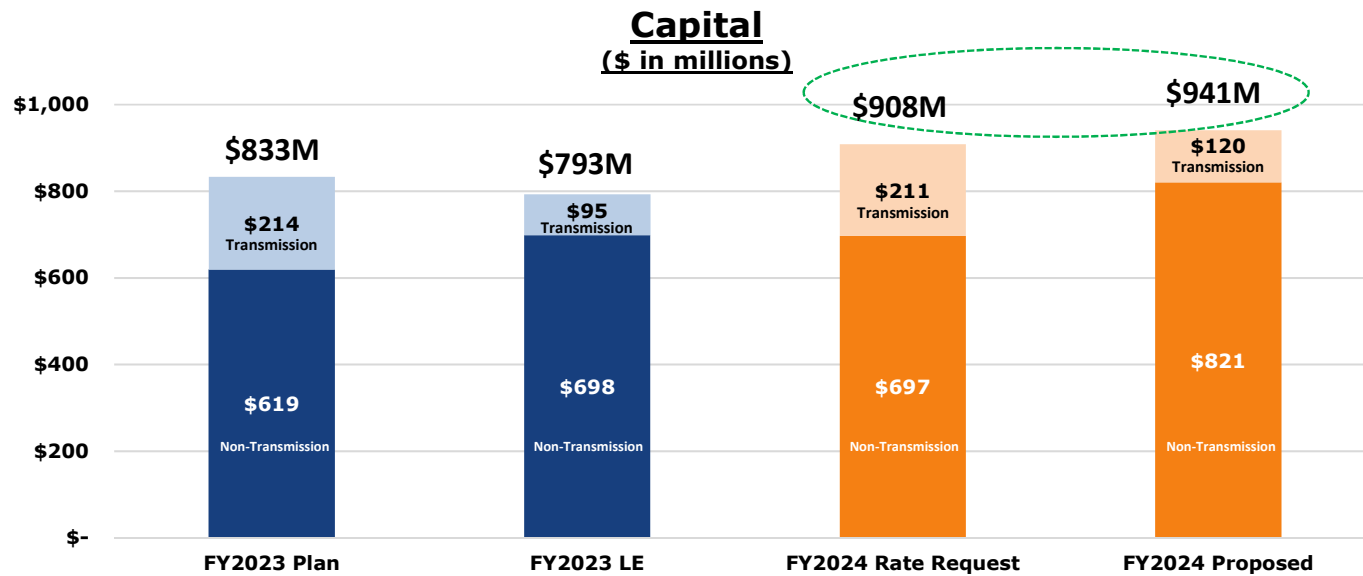 Capital
($ in millions)
$1,000
$800
$600
$400
$200
$-
$833M
$214
Transmission
$619
Non-Transmission
$793M
$95
Transmission
$698
Non-Transmission
$908M
$211
Transmission
$697
Non-Transmission
$941M
$120
Transmission
$821
Non-Transmission
FY2023 Plan
FY2023 LE
FY2024 Rate Request
FY2024 Proposed